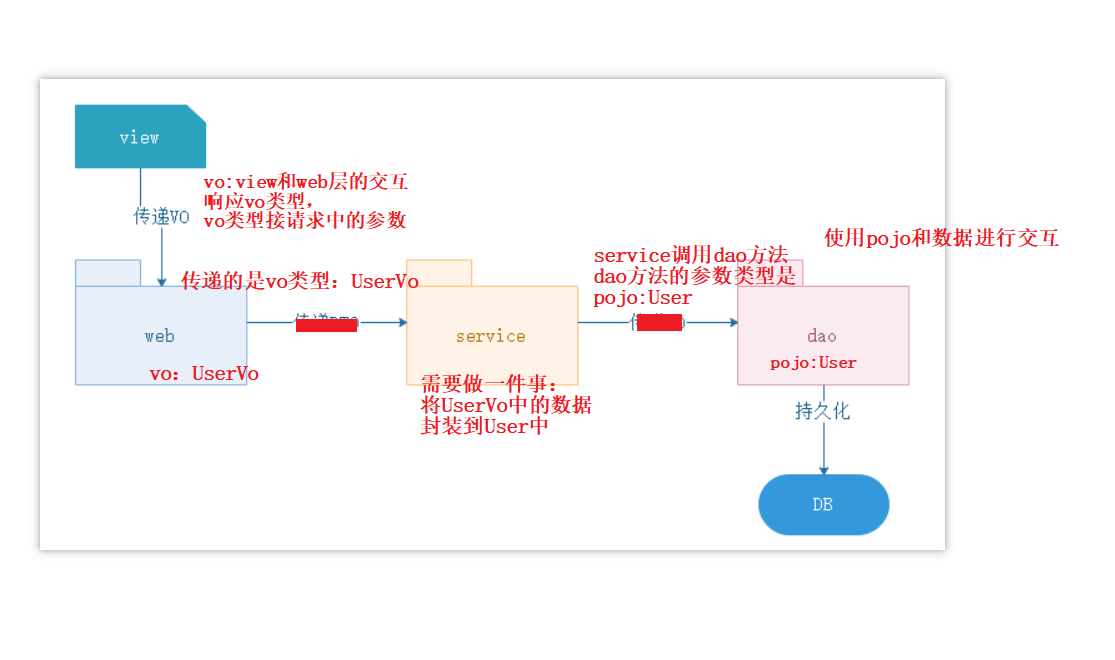 view
vo:view和web层的交互
响应vo类型，
vo类型接请求中的参数
传递VO
使用pojo和数据进行交互
service调用dao方法
dao方法的参数类型是
pojo:User
传递的是vo类型：UserVo
web
service
dao
pojo:User
vo：UserVo
需要做一件事：
将UserVo中的数据
封装到User中
持久化
DB